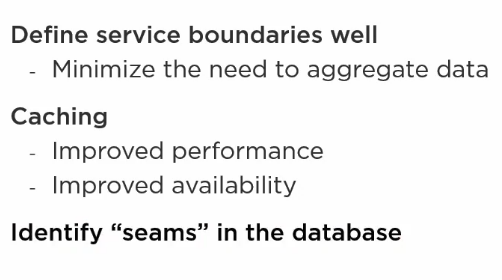 Define service boundaries well
- Minimize the need to aggregate data
Caching
- Improved performance
- Improved availability
Identify “seams” in the database